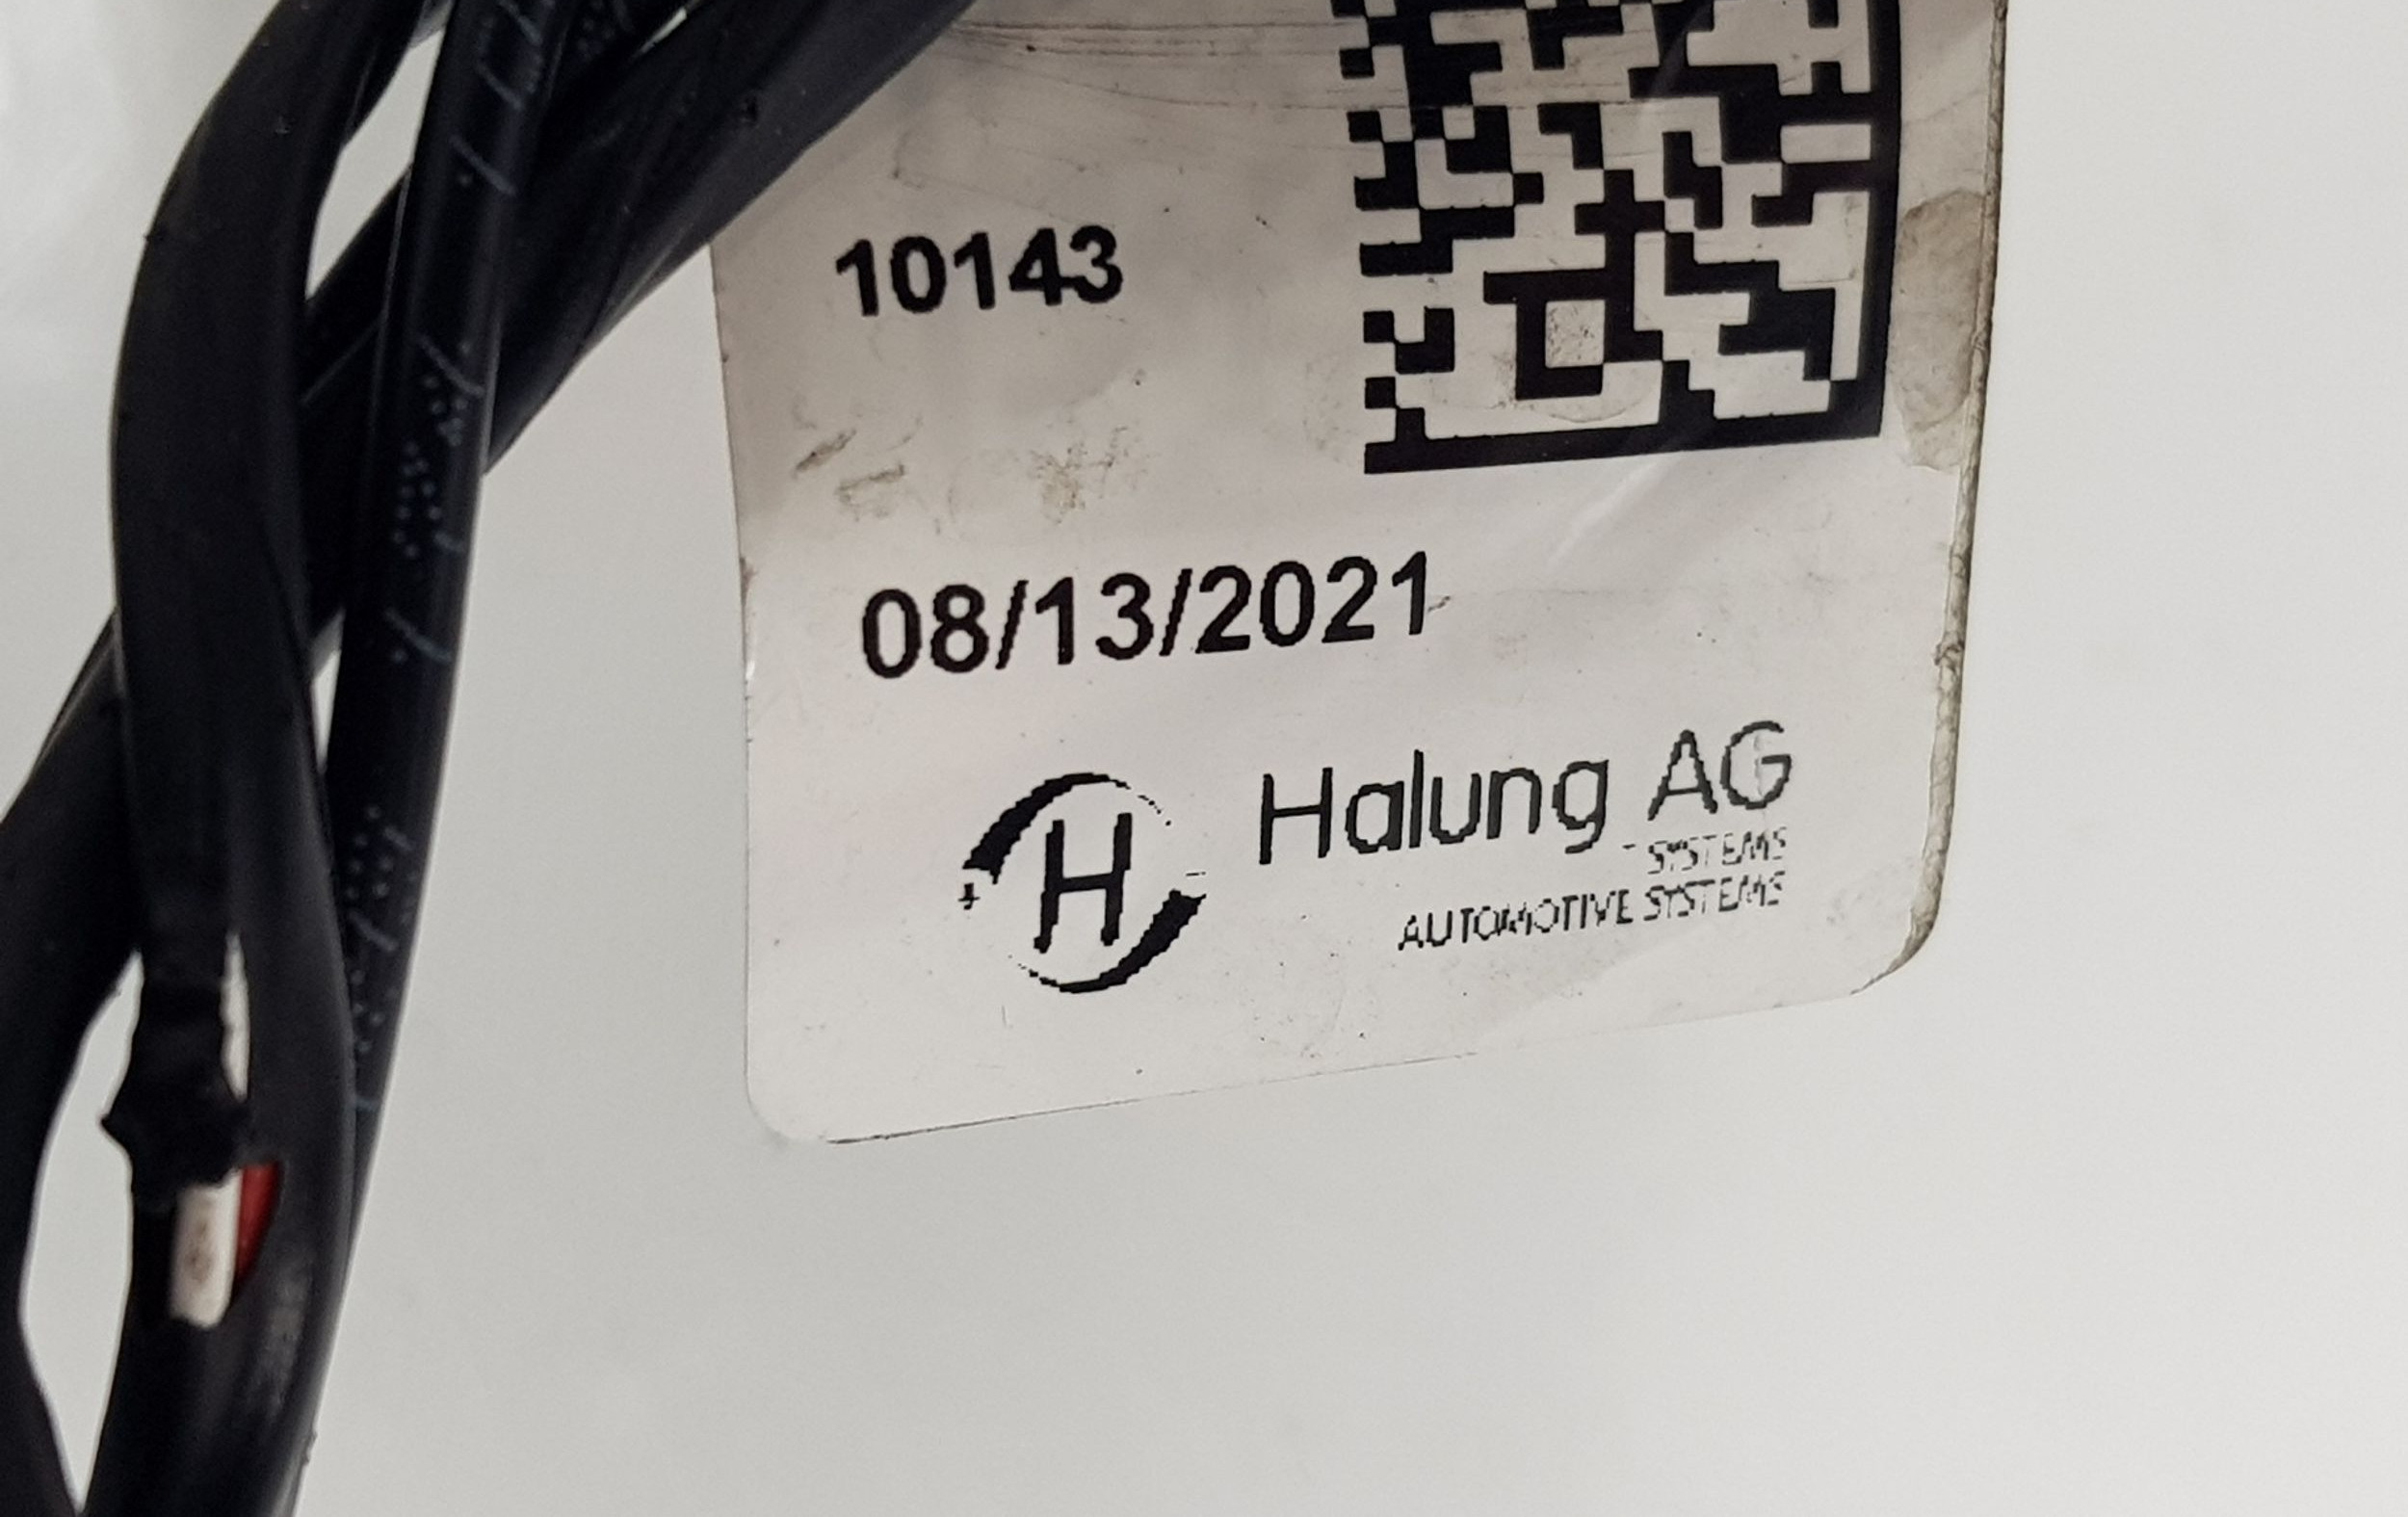 10143
08/13/2021
H
Halung AG
- SYSTEMS
AUTOMOTIVE SYSTEMS